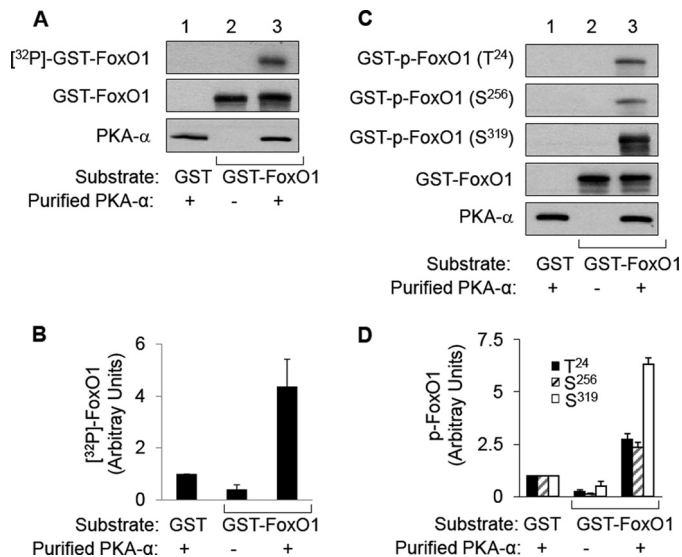 A
1 2 3
[³²P]-GST-FoxO1
GST-FoxO1
PKA-α
Substrate: GST GST-FoxO1
Purified PKA-α: + - +
B
[³²P]-FoxO1
(Arbitray Units)
6
4
2
0
Substrate: GST GST-FoxO1
Purified PKA-α: + - +
C
1 2 3
GST-p-FoxO1 (T²⁴)
GST-p-FoxO1 (S²⁵⁶)
GST-p-FoxO1 (S³¹⁹)
GST-FoxO1
PKA-α
Substrate: GST GST-FoxO1
Purified PKA-α: + - +
D
p-FoxO1
(Arbitray Units)
7.5
5
2.5
0
T²⁴
S²⁵⁶
S³¹⁹
Substrate: GST GST-FoxO1
Purified PKA-α: + - +